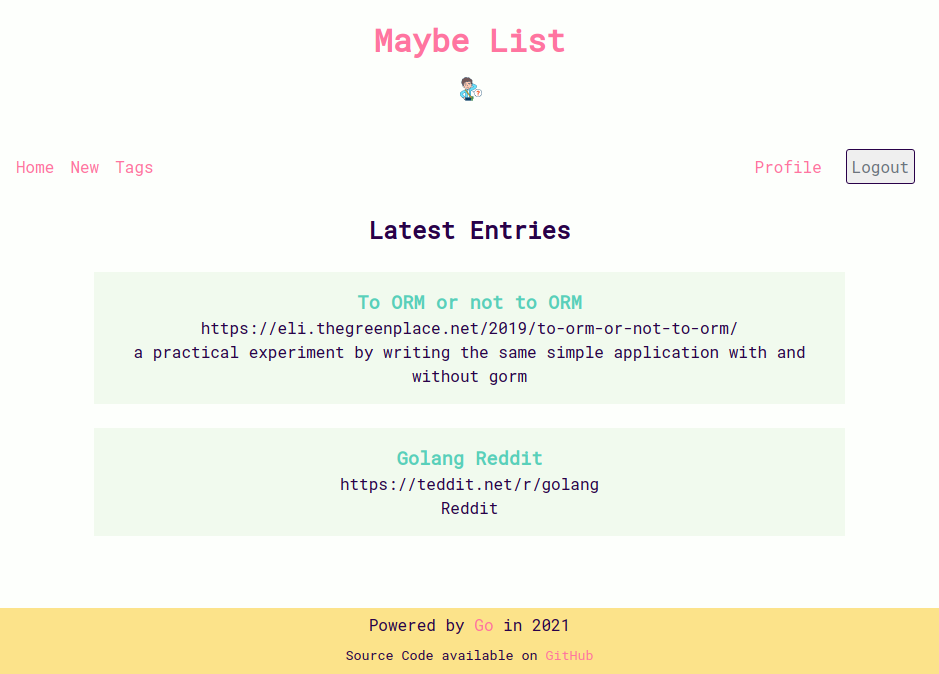 Maybe List
?
Home New Tags Profile Logout
Latest Entries
To ORM or not to ORM
https://eli.thegreenplace.net/2019/to-orm-or-not-to-orm/
a practical experiment by writing the same simple application with and
without gorm
Golang Reddit
https://teddit.net/r/golang
Reddit
Powered by Go in 2021
Source Code available on GitHub